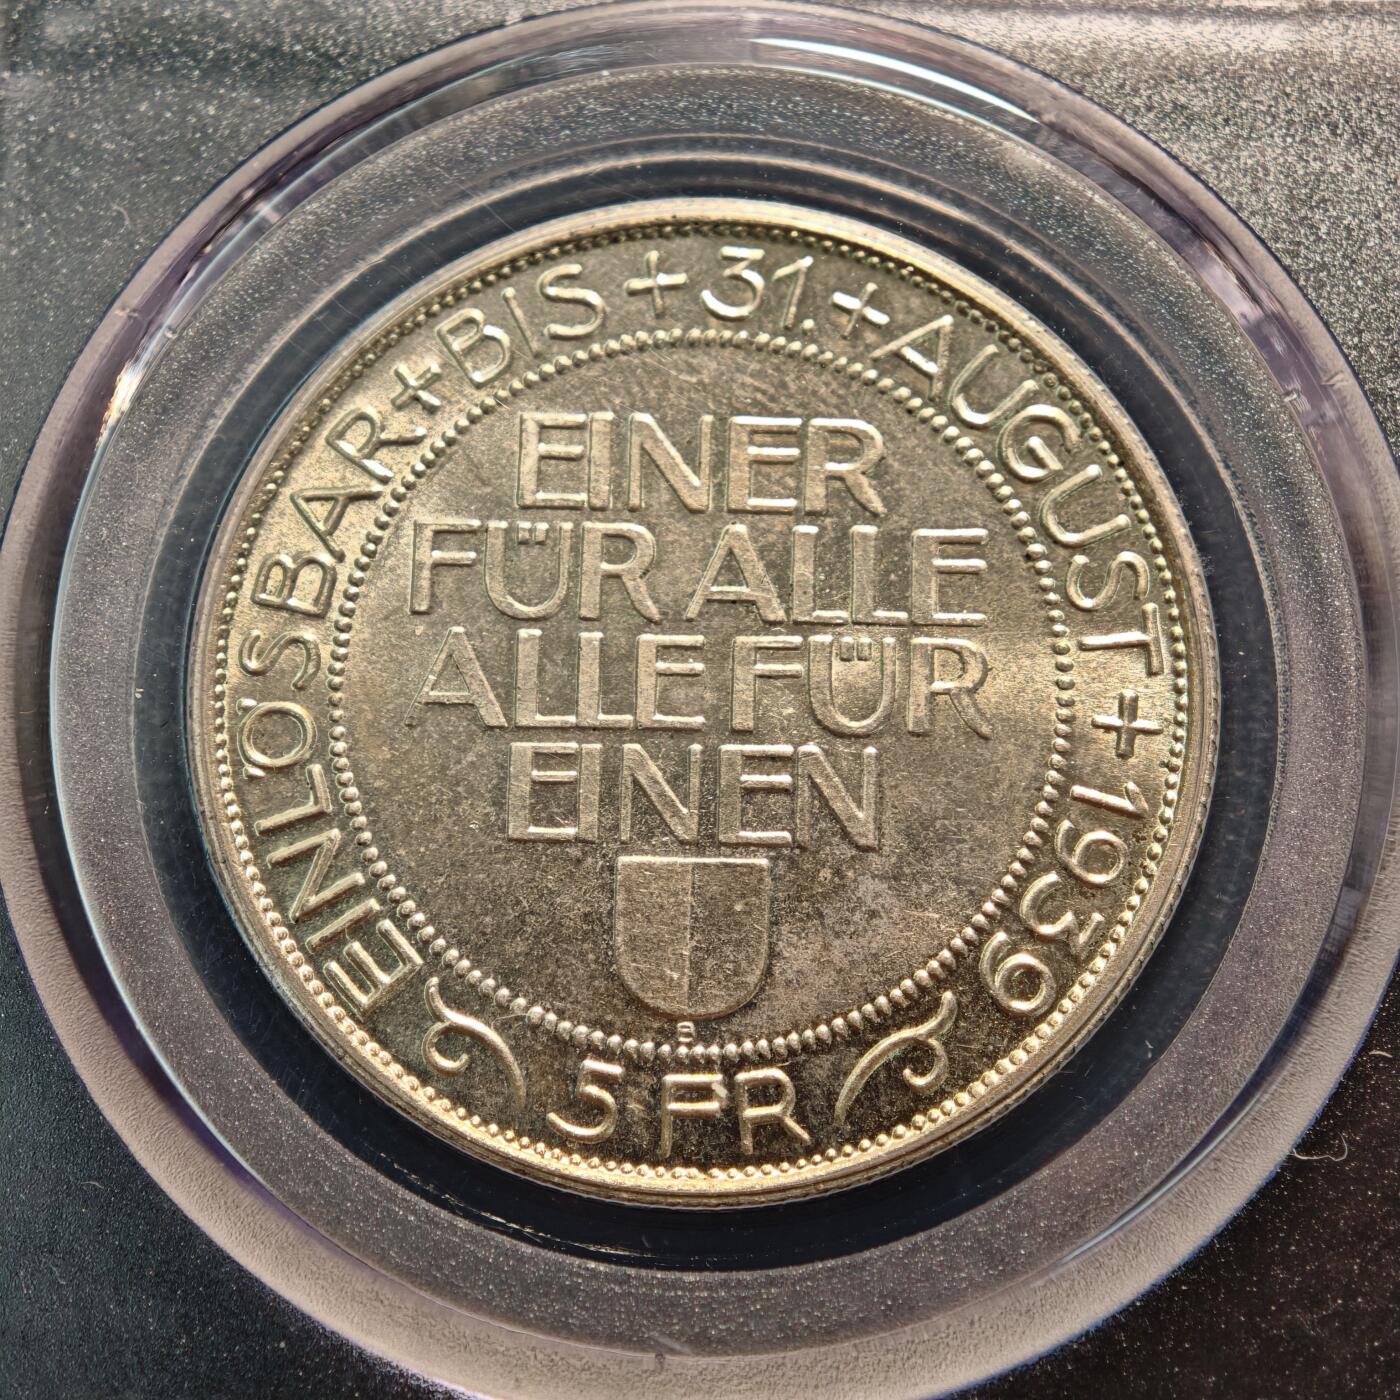 EINLÖSBAR + BIS + 31. + AUGUST + 1939
EINER
FÜR ALLE
ALLE FÜR
EINEN
B
5 FR